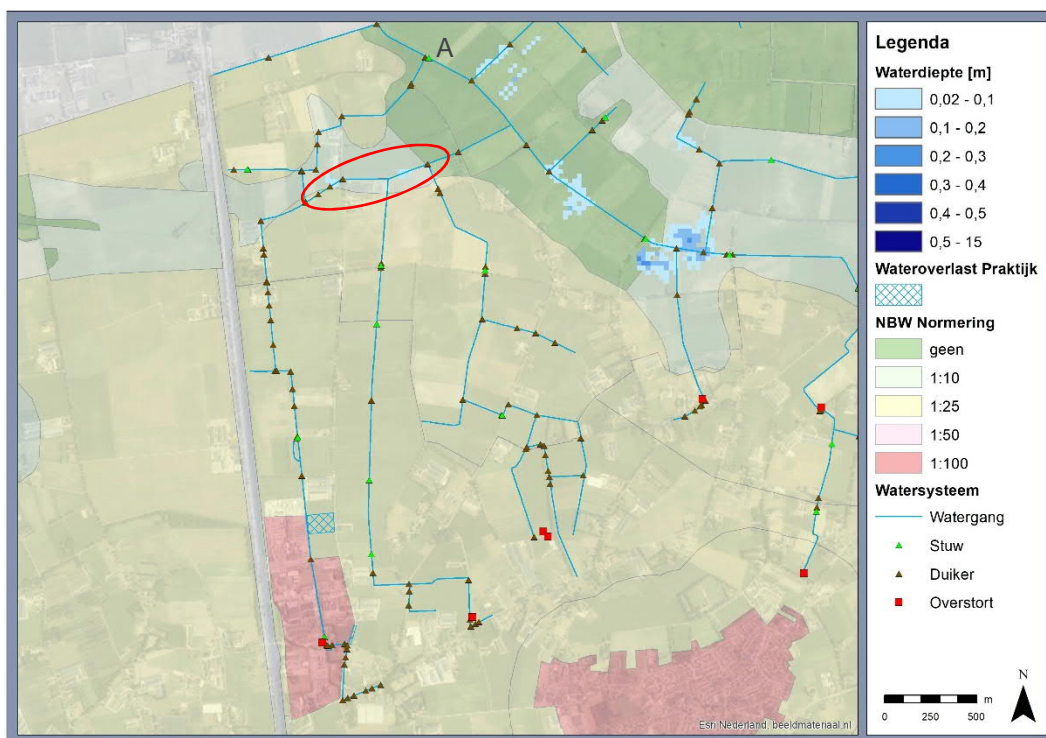 A
Legenda
Waterdiepte [m]
0,02 - 0,1
0,1 - 0,2
0,2 - 0,3
0,3 - 0,4
0,4 - 0,5
0,5 - 15
Wateroverlast Praktijk
NBW Normering
geen
1:10
1:25
1:50
1:100
Watersysteem
Watergang
Stuw
Duiker
Overstort
N
m
0 250 500
Esri Nederland, beeldmateriaal.nl